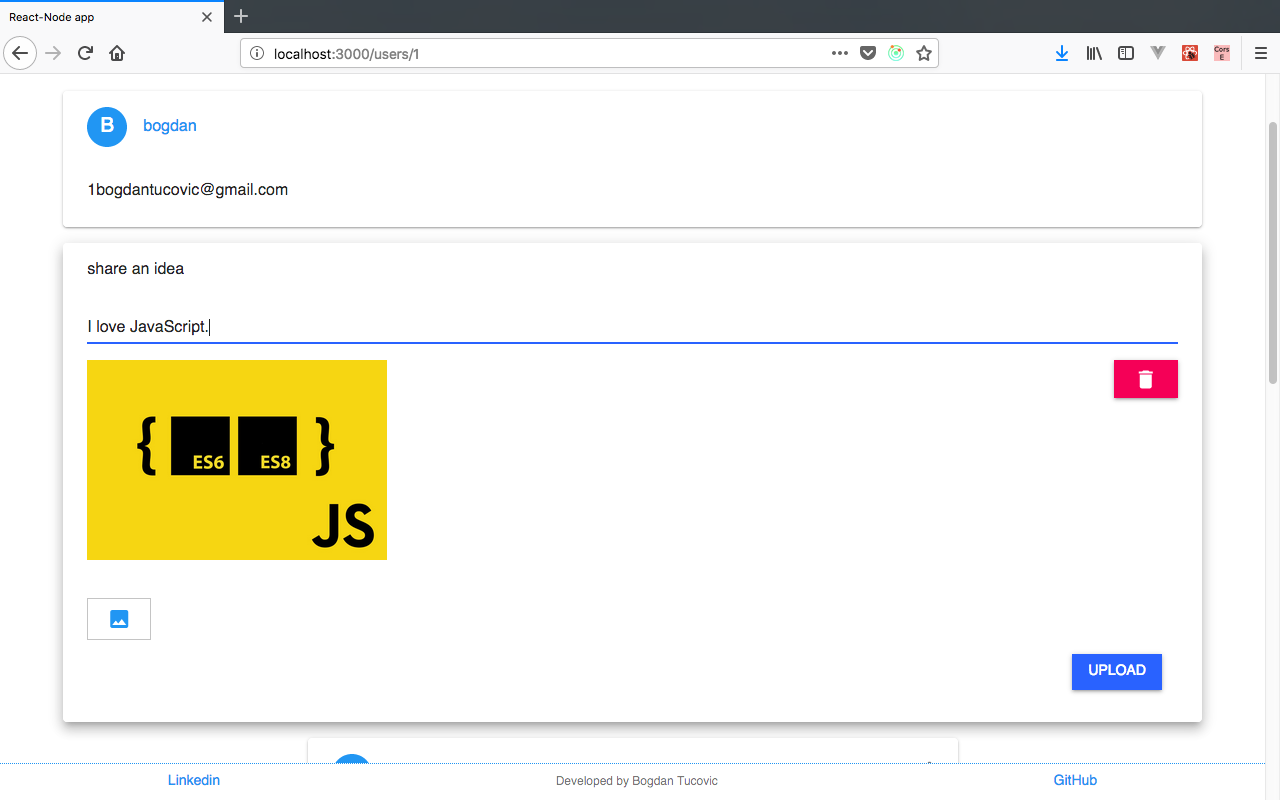 React-Node app
localhost:3000/users/1
Cors
E
B
bogdan
1bogdantucovic@gmail.com
share an idea
I love JavaScript.
{ ES6 ES8 }
JS
UPLOAD
Linkedin
Developed by Bogdan Tucovic
GitHub